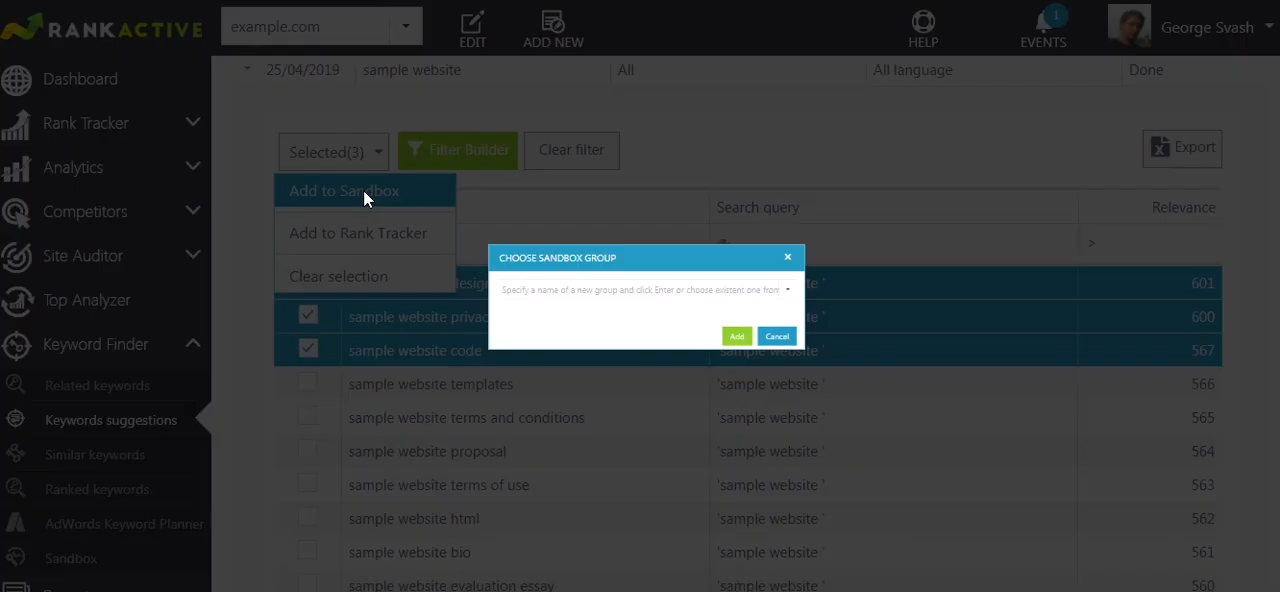 RANKACTIVE
example.com
EDIT
ADD NEW
HELP
1
EVENTS
George Svash
Dashboard
Rank Tracker
Analytics
Competitors
Site Auditor
Top Analyzer
Keyword Finder
Related keywords
Keywords suggestions
Similar keywords
Ranked keywords
AdWords Keyword Planner
Sandbox
25/04/2019 sample website All All language Done
Selected(3) Filter Builder Clear filter Export
Add to Sandbox
Add to Rank Tracker
Clear selection
Search query Relevance
>
601
sample website privac 600
sample website code 'sample website ' 567
sample website templates 'sample website ' 566
sample website terms and conditions 'sample website ' 565
sample website proposal 'sample website ' 564
sample website terms of use 'sample website ' 563
sample website html 'sample website ' 562
sample website bio 'sample website ' 561
sample website evaluation essay 'sample website ' 560
CHOOSE SANDBOX GROUP ×
Specify a name of a new group and click Enter or choose existent one from
Add Cancel